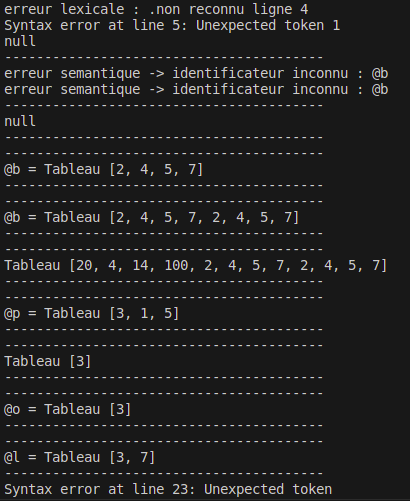 erreur lexicale : .non reconnu ligne 4
Syntax error at line 5: Unexpected token 1
null
----------------------------------------
erreur semantique -> identificateur inconnu : @b
erreur semantique -> identificateur inconnu : @b
----------------------------------------
null
----------------------------------------
----------------------------------------
@b = Tableau [2, 4, 5, 7]
----------------------------------------
----------------------------------------
@b = Tableau [2, 4, 5, 7, 2, 4, 5, 7]
----------------------------------------
----------------------------------------
Tableau [20, 4, 14, 100, 2, 4, 5, 7, 2, 4, 5, 7]
----------------------------------------
----------------------------------------
@p = Tableau [3, 1, 5]
----------------------------------------
----------------------------------------
Tableau [3]
----------------------------------------
----------------------------------------
@o = Tableau [3]
----------------------------------------
----------------------------------------
@l = Tableau [3, 7]
----------------------------------------
Syntax error at line 23: Unexpected token